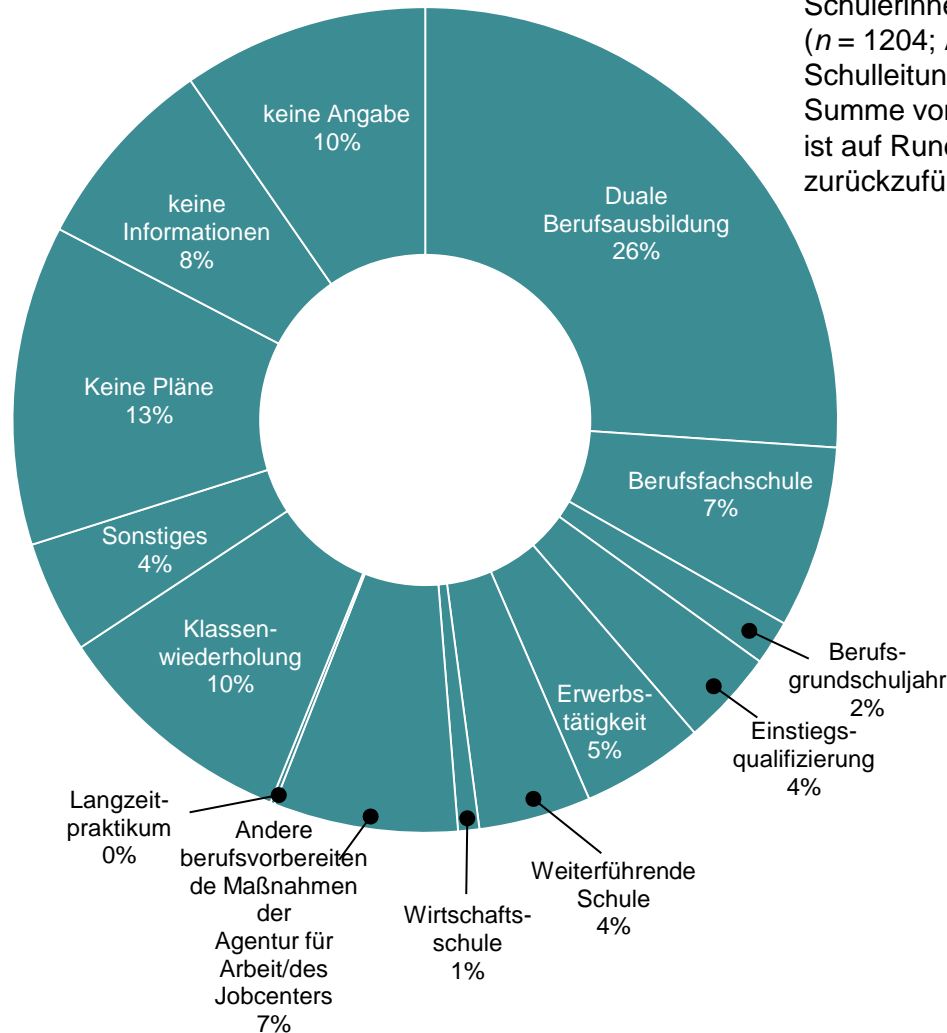 Schülerinne
(n = 1204; 
Schulleitun
Summe vor
ist auf Rund
zurückzufü
keine Angabe
10%
Duale
Berufsausbildung
26%
keine
Informationen
8%
Keine Pläne
13%
Berufsfachschule
7%
Sonstiges
4%
Klassen-
wiederholung
10%
Berufs-
grundschuljahr
2%
Erwerbs-
tätigkeit
5%
Einstiegs-
qualifizierung
4%
Langzeit-
praktikum
0%
Andere
berufsvorbereiten
de Maßnahmen
der
Agentur für
Arbeit/des
Jobcenters
7%
Wirtschafts-
schule
1%
Weiterführende
Schule
4%